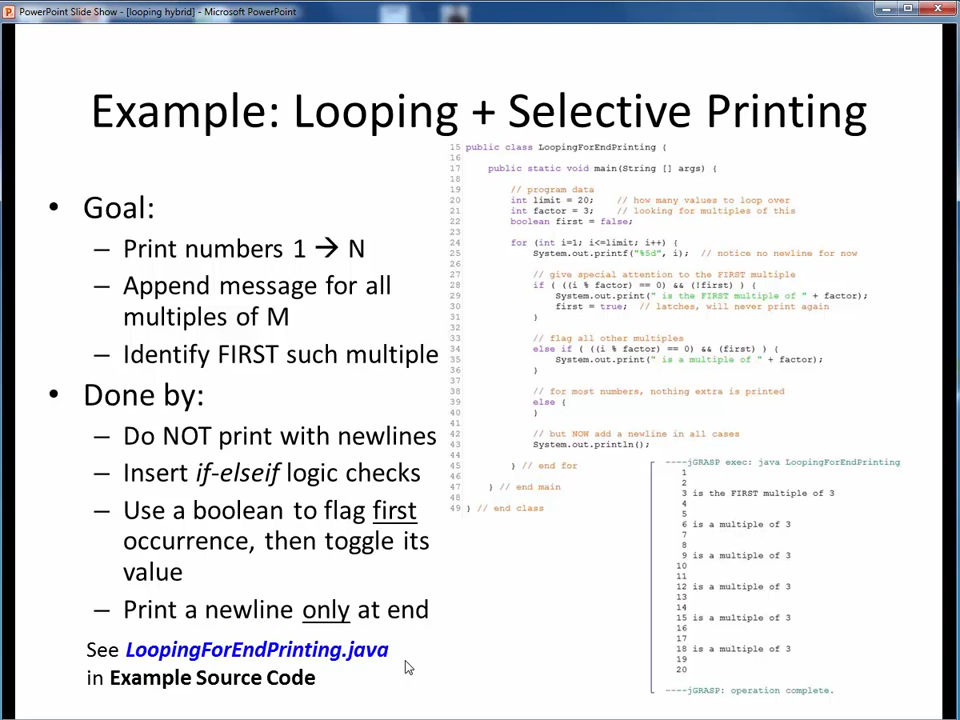 PowerPoint Slide Show - [looping hybrid] - Microsoft PowerPoint
Example: Looping + Selective Printing
• Goal:
– Print numbers 1 → N
– Append message for all
multiples of M
– Identify FIRST such multiple
• Done by:
– Do NOT print with newlines
– Insert if-elseif logic checks
– Use a boolean to flag first
occurrence, then toggle its
value
– Print a newline only at end
See LoopingForEndPrinting.java
in Example Source Code
15 public class LoopingForEndPrinting {
16
17 public static void main(String [] args) {
18
19 // program data
20 int limit = 20; // how many values to loop over
21 int factor = 3; // looking for multiples of this
22 boolean first = false;
23
24 for (int i=1; i<=limit; i++) {
25 System.out.printf("%5d", i); // notice no newline for now
26
27 // give special attention to the FIRST multiple
28 if ( ((i % factor) == 0) && (!first) ) {
29 System.out.print(" is the FIRST multiple of " + factor);
30 first = true; // latches, will never print again
31 }
32
33 // flag all other multiples
34 else if ( ((i % factor) == 0) && (first) ) {
35 System.out.print(" is a multiple of " + factor);
36 }
37
38 // for most numbers, nothing extra is printed
39 else {
40 }
41
42 // but NOW add a newline in all cases
43 System.out.println();
44
45 } // end for
46
47 } // end main
48
49 } // end class
----jGRASP exec: java LoopingForEndPrinting
1
2
3 is the FIRST multiple of 3
4
5
6 is a multiple of 3
7
8
9 is a multiple of 3
10
11
12 is a multiple of 3
13
14
15 is a multiple of 3
16
17
18 is a multiple of 3
19
20
----jGRASP: operation complete.